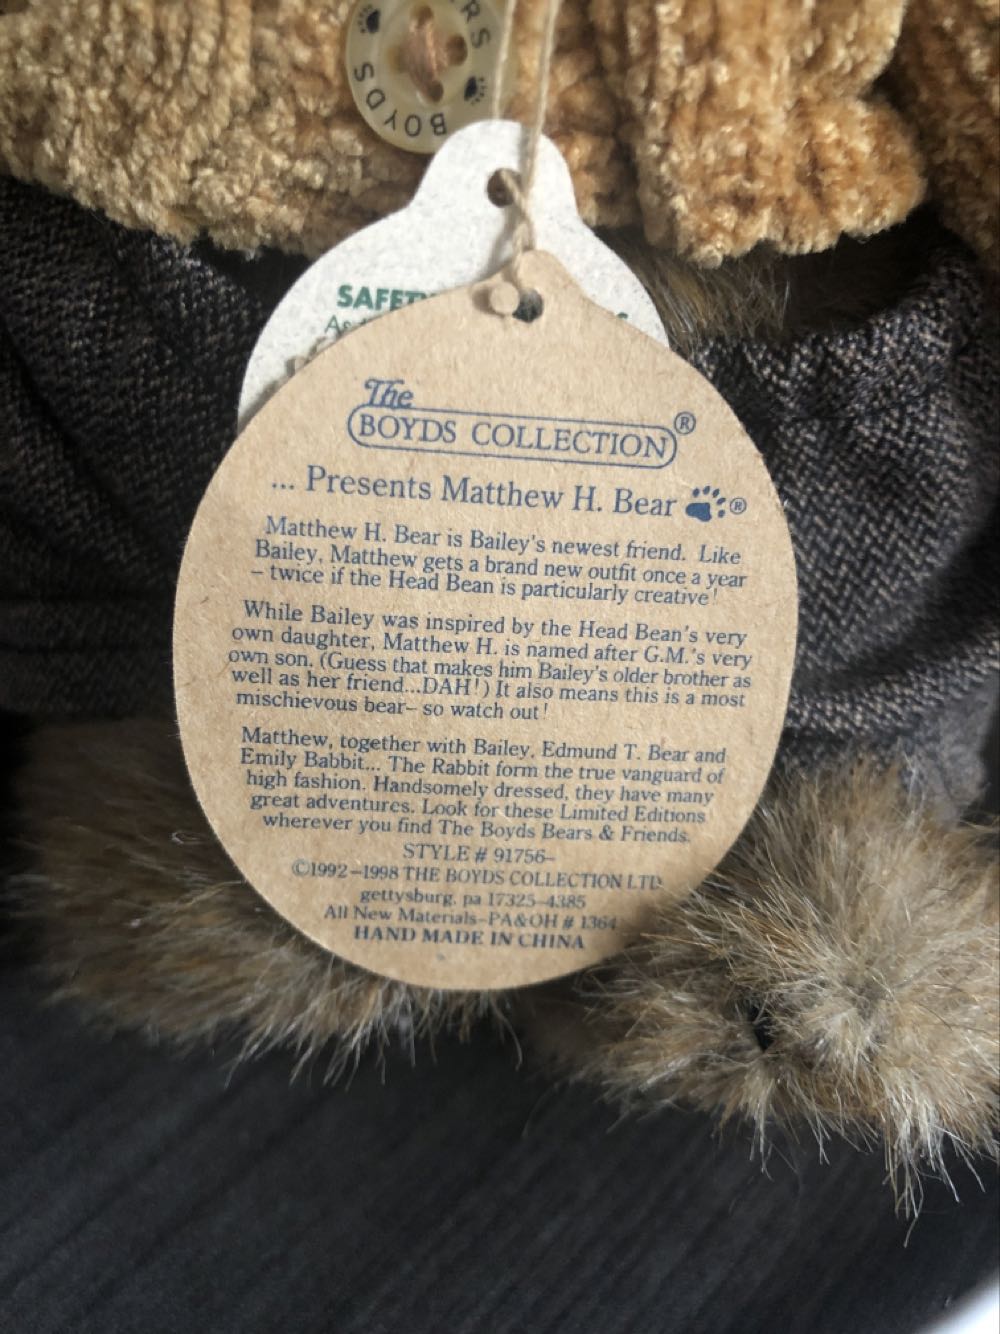 BOYDS
SAFETY
The
BOYDS COLLECTION®
... Presents Matthew H. Bear ®
Matthew H. Bear is Bailey's newest friend. Like
Bailey, Matthew gets a brand new outfit once a year
– twice if the Head Bean is particularly creative!
While Bailey was inspired by the Head Bean's very
own daughter, Matthew H. is named after G.M.'s very
own son. (Guess that makes him Bailey's older brother as
well as her friend...DAH!) It also means this is a most
mischievous bear– so watch out!
Matthew, together with Bailey, Edmund T. Bear and
Emily Babbit... The Rabbit form the true vanguard of
high fashion. Handsomely dressed, they have many
great adventures. Look for these Limited Editions
wherever you find The Boyds Bears & Friends.
STYLE # 91756–
©1992–1998 THE BOYDS COLLECTION LTD
gettysburg, pa 17325–4385
All New Materials–PA&OH # 1364
HAND MADE IN CHINA